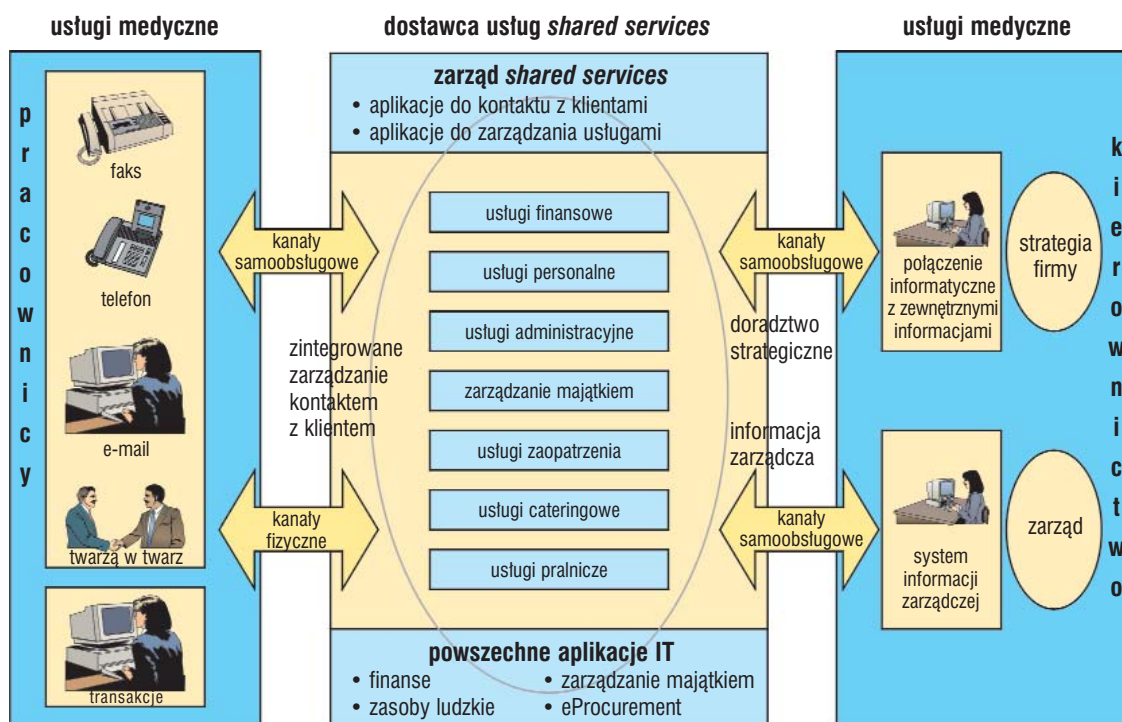 usługi medyczne
dostawca usług shared services
usługi medyczne
pracownicy
faks
telefon
e-mail
twarzą w twarz
transakcje
kanały
samoobsługowe
zintegrowane
zarządzanie
kontaktem
z klientem
kanały
fizyczne
zarząd shared services
• aplikacje do kontaktu z klientami
• aplikacje do zarządzania usługami
usługi finansowe
usługi personalne
usługi administracyjne
zarządzanie majątkiem
usługi zaopatrzenia
usługi cateringowe
usługi pralnicze
powszechne aplikacje IT
• finanse
• zasoby ludzkie
• zarządzanie majątkiem
• eProcurement
kanały
samoobsługowe
doradztwo
strategiczne
informacja
zarządcza
kanały
samoobsługowe
połączenie
informatyczne
z zewnętrznymi
informacjami
strategia
firmy
system
informacji
zarządczej
zarząd
kierownictwo